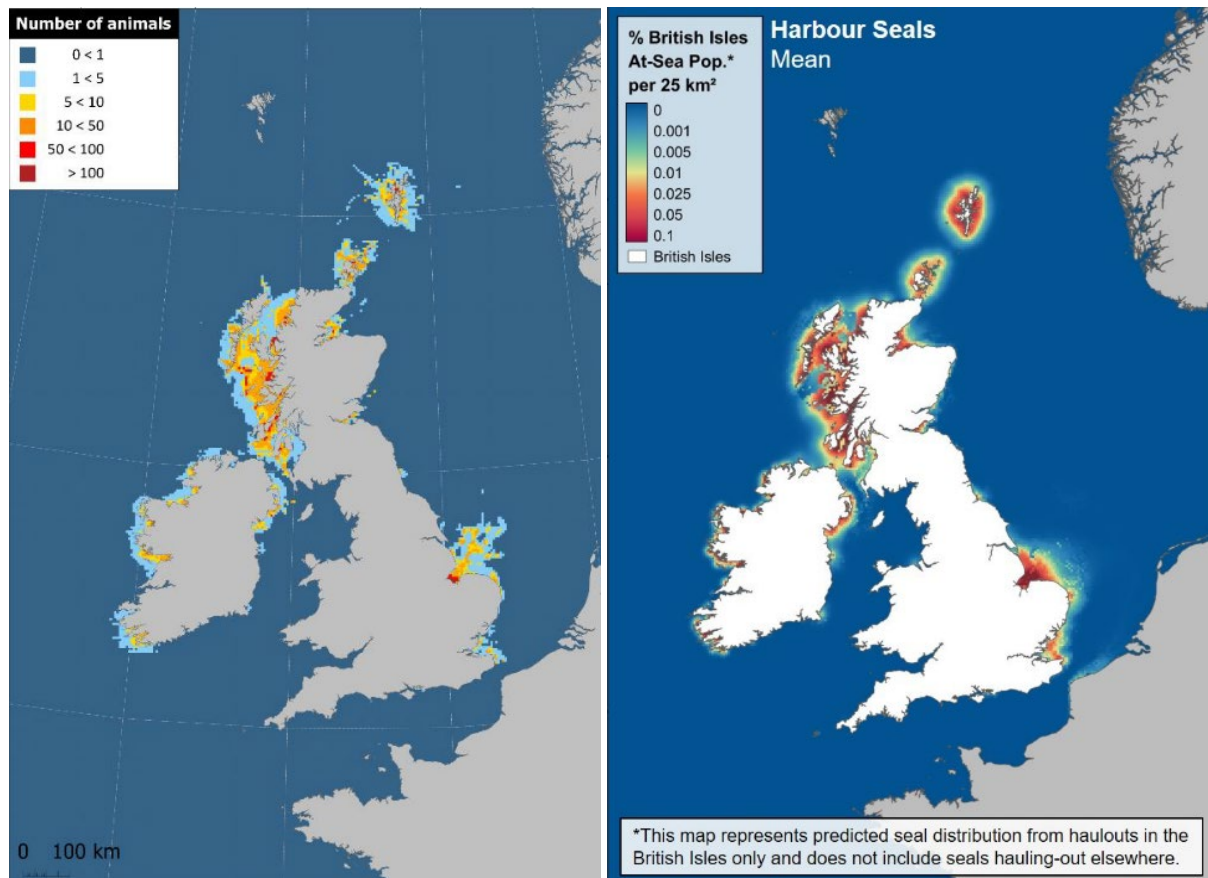 Number of animals
0 < 1
1 < 5
5 < 10
10 < 50
50 < 100
> 100
0 100 km
% British Isles
At-Sea Pop.*
per 25 km²
0
0.001
0.005
0.01
0.025
0.05
0.1
British Isles
Harbour Seals
Mean
*This map represents predicted seal distribution from haulouts in the
British Isles only and does not include seals hauling-out elsewhere.